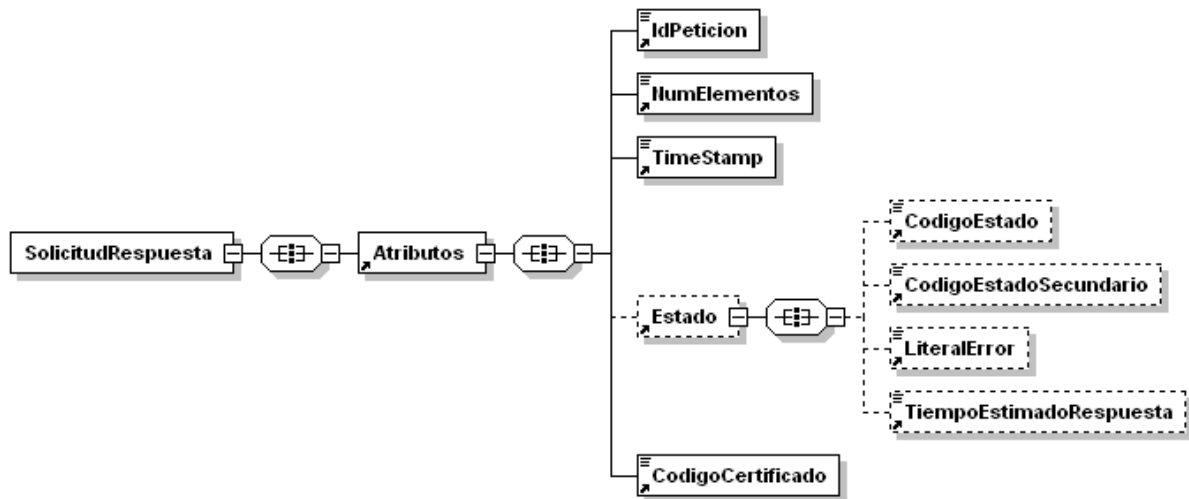 IdPeticion
NumElementos
TimeStamp
CodigoEstado
SolicitudRespuesta
Atributos
CodigoEstadoSecundario
Estado
LiteralError
TiempoEstimadoRespuesta
CodigoCertificado